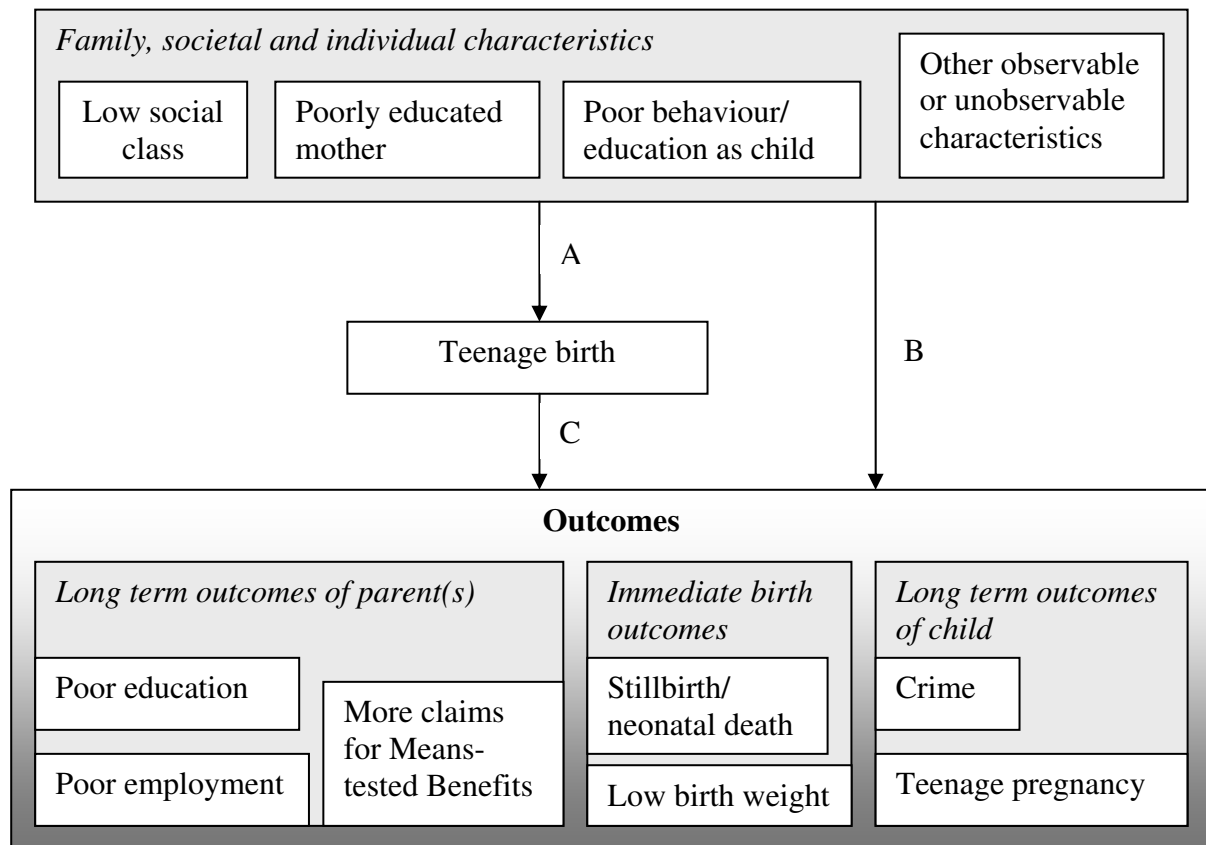 Family, societal and individual characteristics
Low social
class
Poorly educated
mother
Poor behaviour/
education as child
Other observable
or unobservable
characteristics
A
Teenage birth
B
C
Outcomes
Long term outcomes of parent(s)
Poor education
Poor employment
More claims
for Means-
tested Benefits
Immediate birth
outcomes
Stillbirth/
neonatal death
Low birth weight
Long term outcomes
of child
Crime
Teenage pregnancy